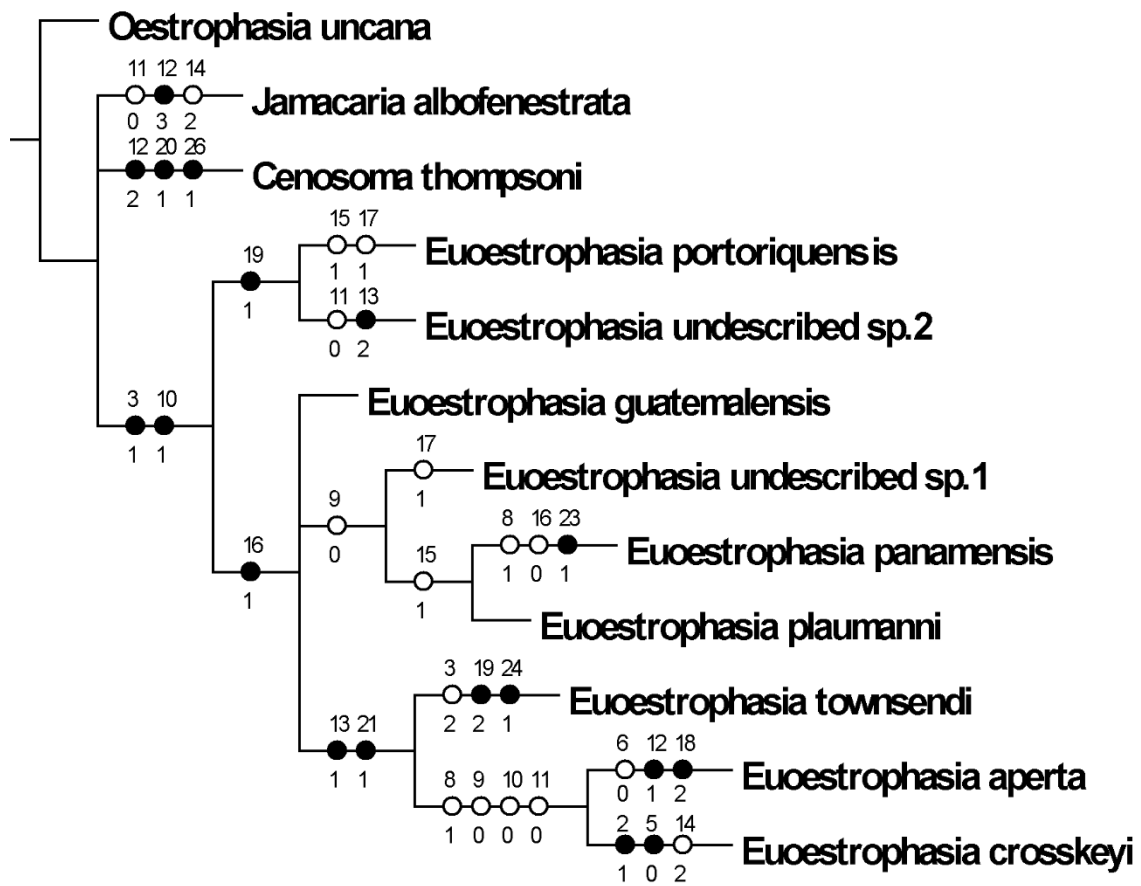 Oestrophasia uncana
11 12 14
Jamacaria albofenestrata
0 3 2
12 20 26
Cenosoma thompsoni
2 1 1
15 17
Euoestrophasia portoriquensis
1 1
19
1
11 13
Euoestrophasia undescribed sp.2
0 2
Euoestrophasia guatemalensis
3 10
1 1
17
Euoestrophasia undescribed sp.1
1
9
0
8 16 23
Euoestrophasia panamensis
1 0 1
16
1
15
1
Euoestrophasia plaumanni
3 19 24
Euoestrophasia townsendi
2 2 1
13 21
1 1
6 12 18
Euoestrophasia aperta
0 1 2
8 9 10 11
1 0 0 0
2 5 14
Euoestrophasia crosskeyi
1 0 2